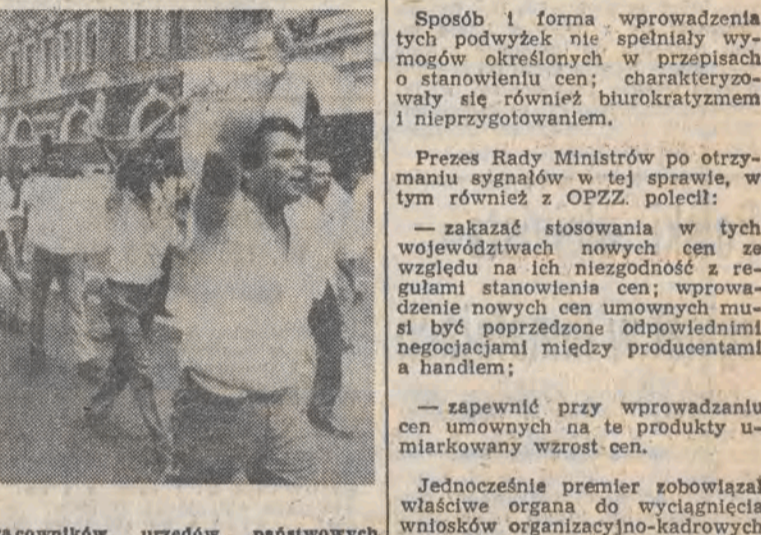 Sposób i forma wprowadzenia
tych podwyżek nie spełniały wy-
mogów określonych w przepisach
o stanowieniu cen; charakteryzo-
wały się również biurokratyzmem
i nieprzygotowaniem.
Prezes Rady Ministrów po otrzy-
maniu sygnałów w tej sprawie, w
tym również z OPZZ. polecił:
— zakazać stosowania w tych
województwach nowych cen ze
względu na ich niezgodność z re-
gułami stanowienia cen; wprowa-
dzenie nowych cen umownych mu-
si być poprzedzone odpowiednimi
negocjacjami między producentami
a handlem;
— zapewnić przy wprowadzaniu
cen umownych na te produkty u-
miarkowany wzrost cen.
Jednocześnie premier zobowiązał
właściwe organa do wyciągnięcia
wniosków organizacyjno-kadrowych
racowników urzędów państwowych